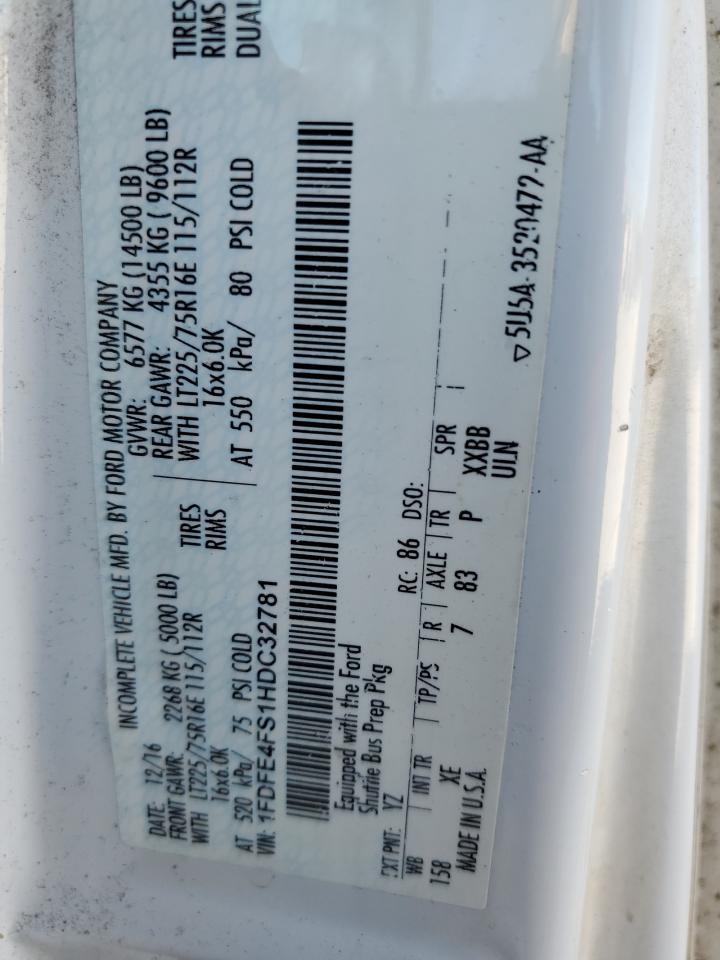 INCOMPLETE VEHICLE MFD. BY FORD MOTOR COMPANY
DATE: 12/16 GVWR: 6577 KG (14500 LB)
FRONT GAWR: 2268 KG ( 5000 LB) REAR GAWR: 4355 KG ( 9600 LB)
WITH LT225/75R16E 115/112R TIRES WITH LT225/75R16E 115/112R TIRES
16x6.0K RIMS 16x6.0K RIMS
AT 520 kPa/ 75 PSI COLD AT 550 kPa/ 80 PSI COLD DUAL
VIN: 1FDFE4FS1HDC32781
Equipped with the Ford
Shuttle Bus Prep Pkg
EXT PNT: YZ RC: 86 DSO:
WB INT TR TP/PS R AXLE TR SPR
158 XE 7 83 P XXBB
MADE IN U.S.A. UIN
5U5A-3520472-AA